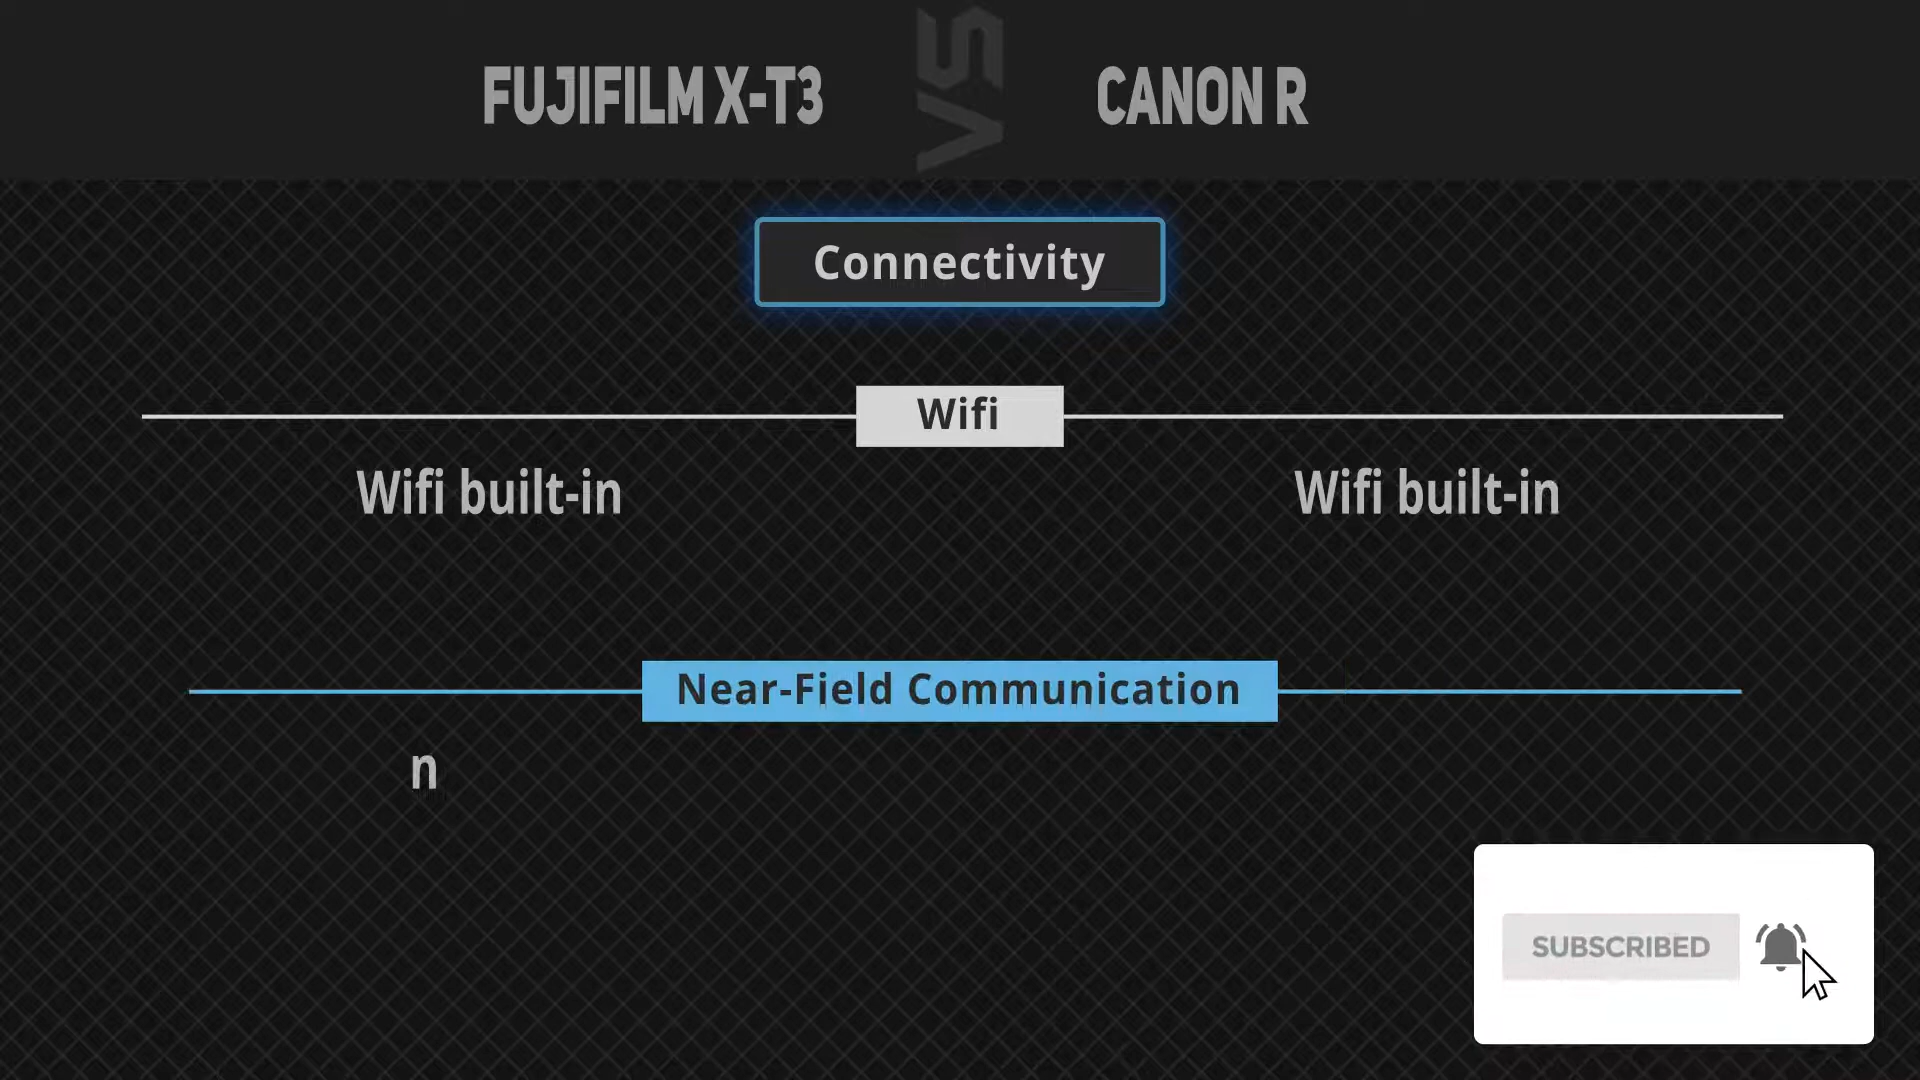 FUJIFILM X-T3
VS
CANON R
Connectivity
Wifi
Wifi built-in
Wifi built-in
Near-Field Communication
n
SUBSCRIBED